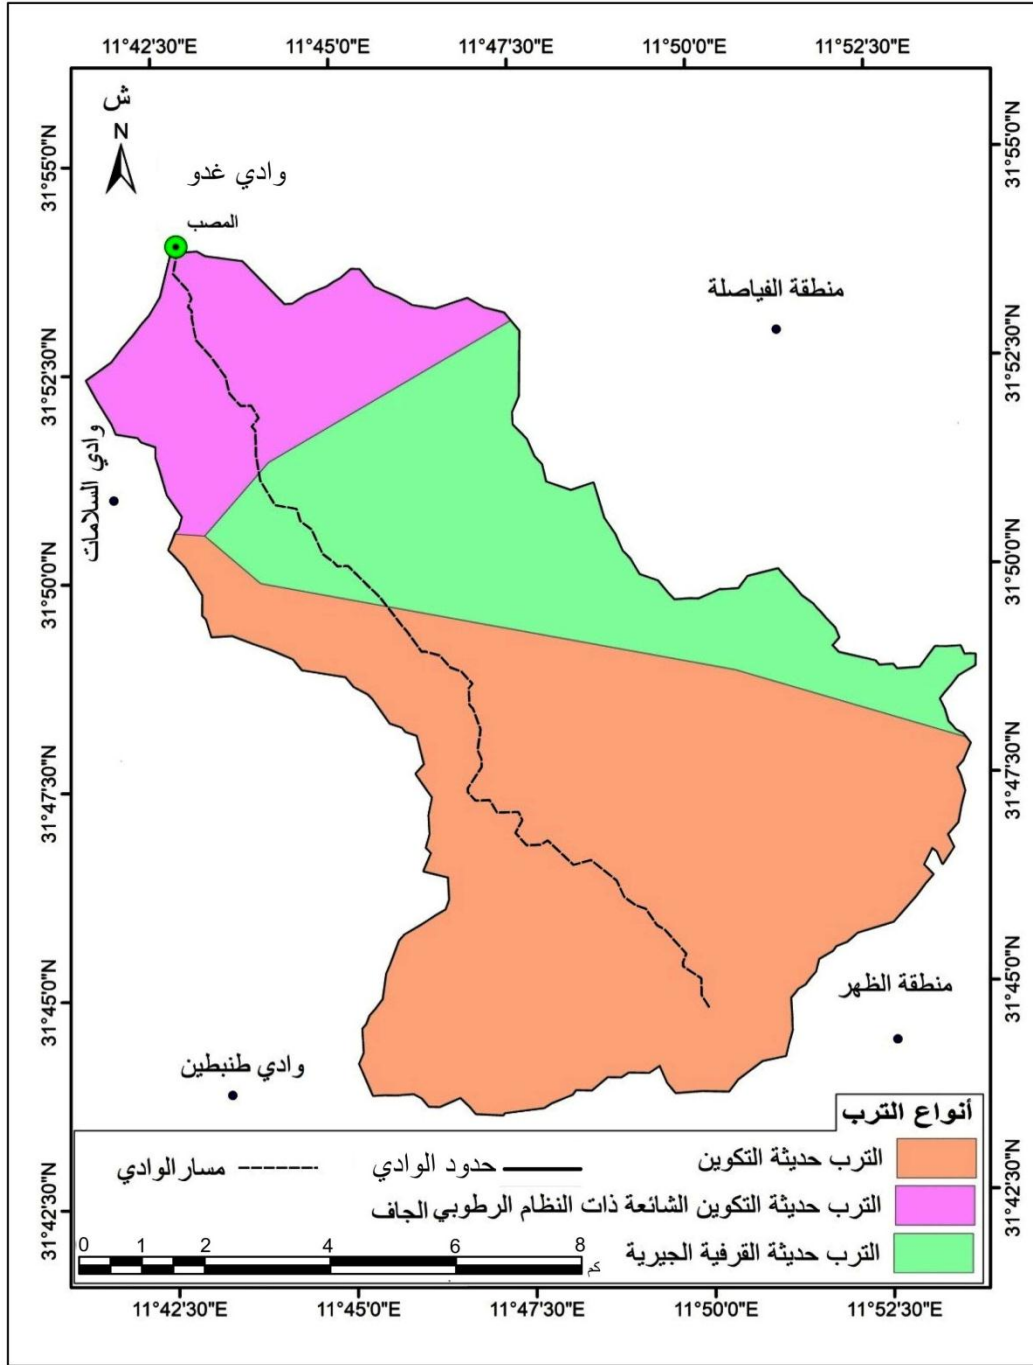 11°42'30"E
11°45'0"E
11°47'30"E
11°50'0"E
11°52'30"E
ش
N
وادي غدو
المصب
منطقة الفياصلة
وادي السلامات
منطقة الظهر
وادي طنبطين
31°55'0"N
31°52'30"N
31°50'0"N
31°47'30"N
31°45'0"N
31°42'30"N
31°55'0"N
31°52'30"N
31°50'0"N
31°47'30"N
31°45'0"N
31°42'30"N
أنواع الترب
الترب حديثة التكوين
حدود الوادي
مسار الوادي
الترب حديثة التكوين الشائعة ذات النظام الرطوبي الجاف
الترب حديثة القرفية الجيرية
0 1 2 4 6 8
كم
11°42'30"E
11°45'0"E
11°47'30"E
11°50'0"E
11°52'30"E